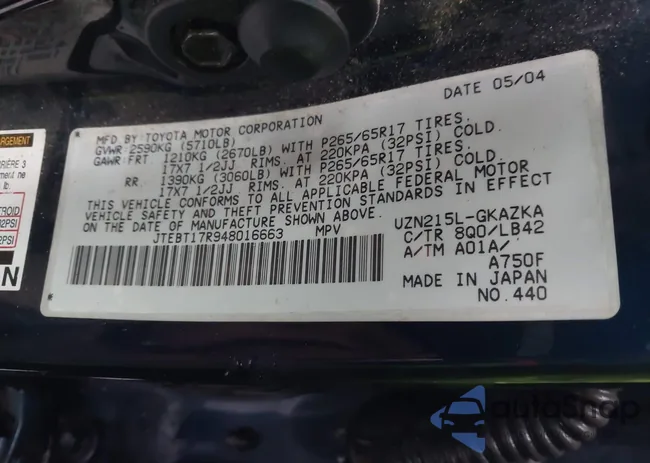 DATE 05/04
MFD BY TOYOTA MOTOR CORPORATION
GVWR 2590KG (5710LB)
GAWR:FRT 1210KG (2670LB) WITH P265/65R17 TIRES.
17X7 1/2JJ RIMS. AT 220KPA (32PSI) COLD.
RR. 1390KG (3060LB) WITH P265/65R17 TIRES.
17X7 1/2JJ RIMS. AT 220KPA (32PSI) COLD.
THIS VEHICLE CONFORMS TO ALL APPLICABLE FEDERAL MOTOR
VEHICLE SAFETY AND THEFT PREVENTION STANDARDS IN EFFECT
ON THE DATE OF MANUFACTURE SHOWN ABOVE.
JTEBT17R948016663 MPV
UZN215L-GKAZKA
C/TR 8Q0/LB42
A/TM A01A/
A750F
MADE IN JAPAN
NO.440
autoSnap